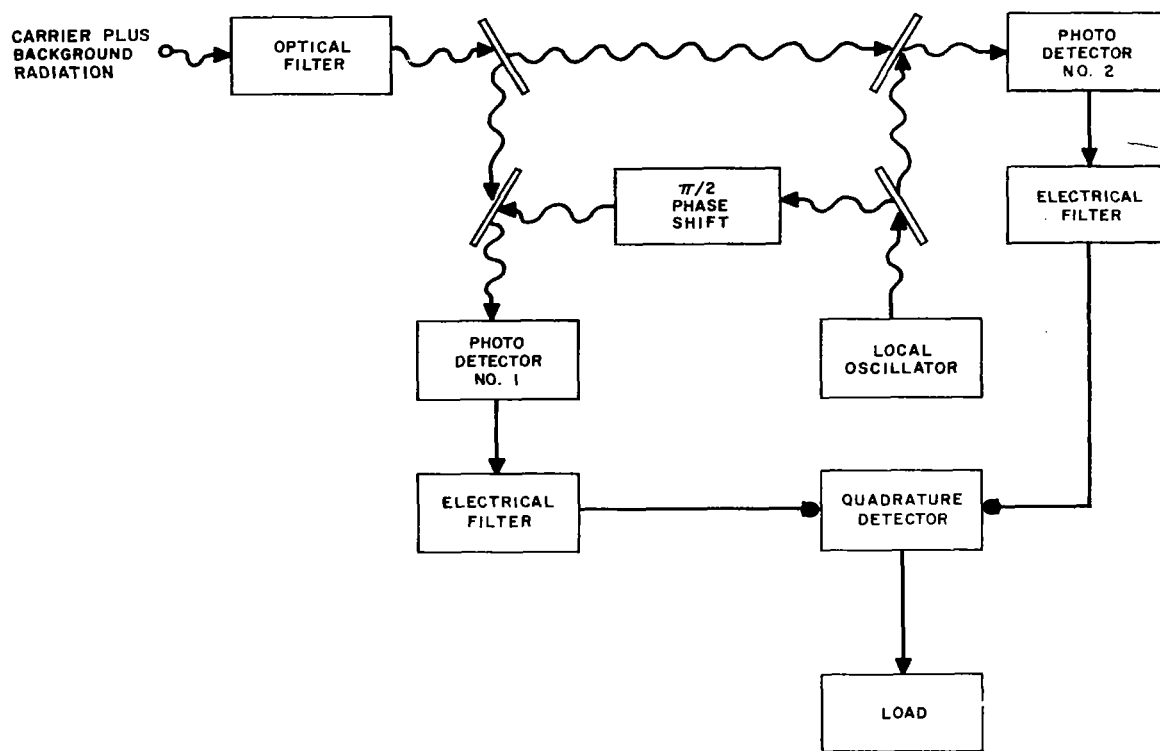 CARRIER PLUS
BACKGROUND
RADIATION
OPTICAL
FILTER
PHOTO
DETECTOR
NO. 2
π/2
PHASE
SHIFT
ELECTRICAL
FILTER
PHOTO
DETECTOR
NO. 1
LOCAL
OSCILLATOR
ELECTRICAL
FILTER
QUADRATURE
DETECTOR
LOAD